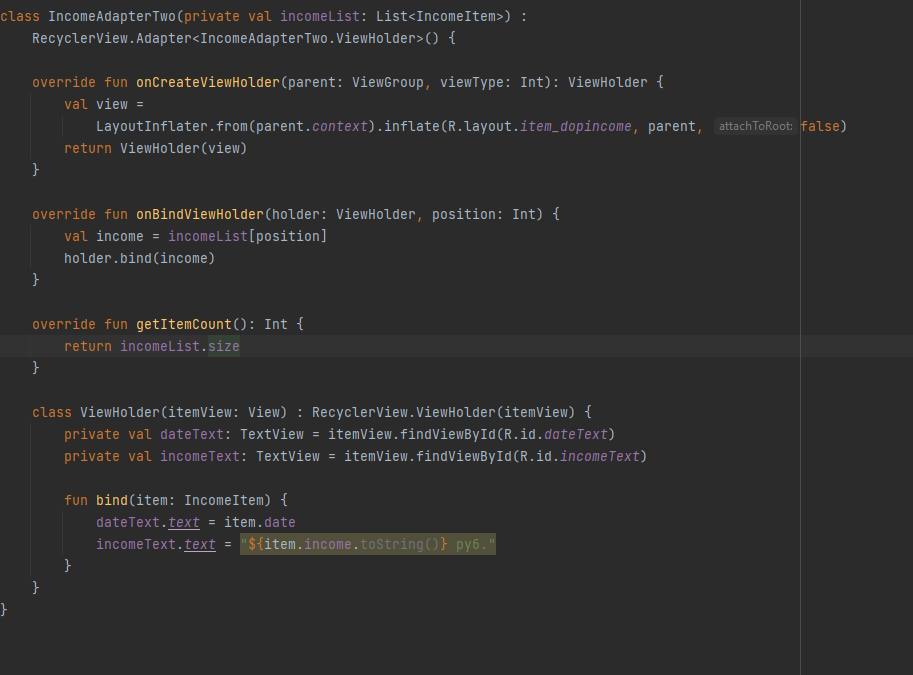 class IncomeAdapterTwo(private val incomeList: List<IncomeItem>) :
    RecyclerView.Adapter<IncomeAdapterTwo.ViewHolder>() {
    override fun onCreateViewHolder(parent: ViewGroup, viewType: Int): ViewHolder {
        val view =
            LayoutInflater.from(parent.context).inflate(R.layout.item_dopincome, parent, attachToRoot: false)
        return ViewHolder(view)
    }
    override fun onBindViewHolder(holder: ViewHolder, position: Int) {
        val income = incomeList[position]
        holder.bind(income)
    }
    override fun getItemCount(): Int {
        return incomeList.size
    }
    class ViewHolder(itemView: View) : RecyclerView.ViewHolder(itemView) {
        private val dateText: TextView = itemView.findViewById(R.id.dateText)
        private val incomeText: TextView = itemView.findViewById(R.id.incomeText)
        fun bind(item: IncomeItem) {
            dateText.text = item.date
            incomeText.text = "${item.income.toString()} руб."
        }
    }
}